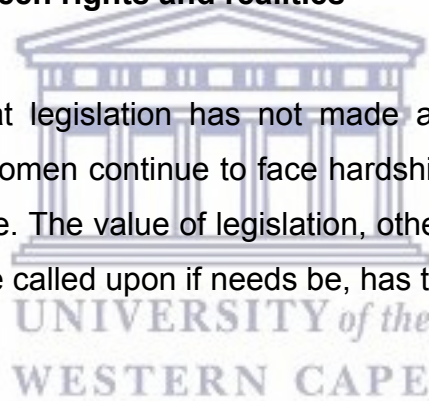 een rights and realities
at legislation has not made a
omen continue to face hardshi
e. The value of legislation, othe
e called upon if needs be, has t
UNIVERSITY of the
WESTERN CAPE